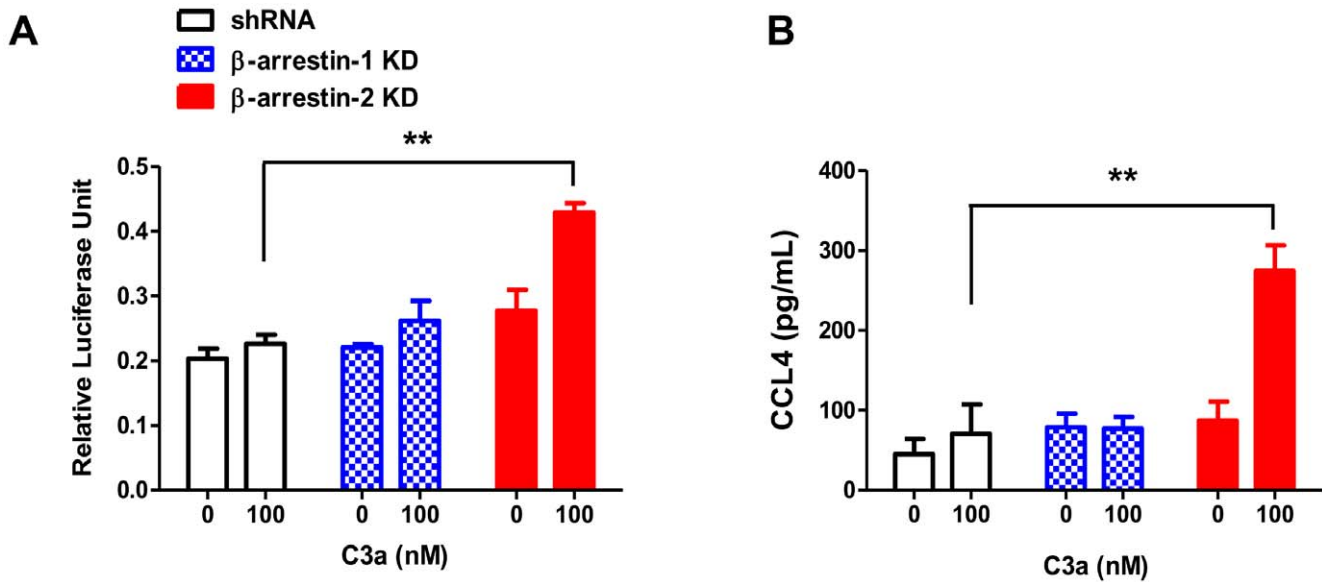 A
shRNA
β-arrestin-1 KD
β-arrestin-2 KD
**
Relative Luciferase Unit
0.5
0.4
0.3
0.2
0.1
0.0
0 100 0 100 0 100
C3a (nM)
B
**
CCL4 (pg/mL)
400
300
200
100
0
0 100 0 100 0 100
C3a (nM)